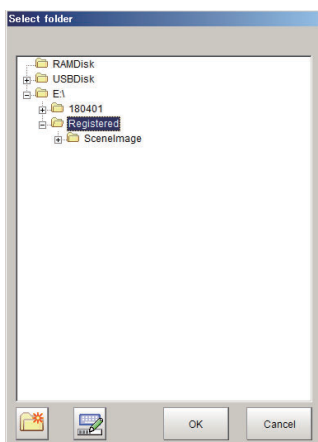 Select folder
RAMDisk
USBDisk
E:\
180401
Registered
SceneImage
OK Cancel